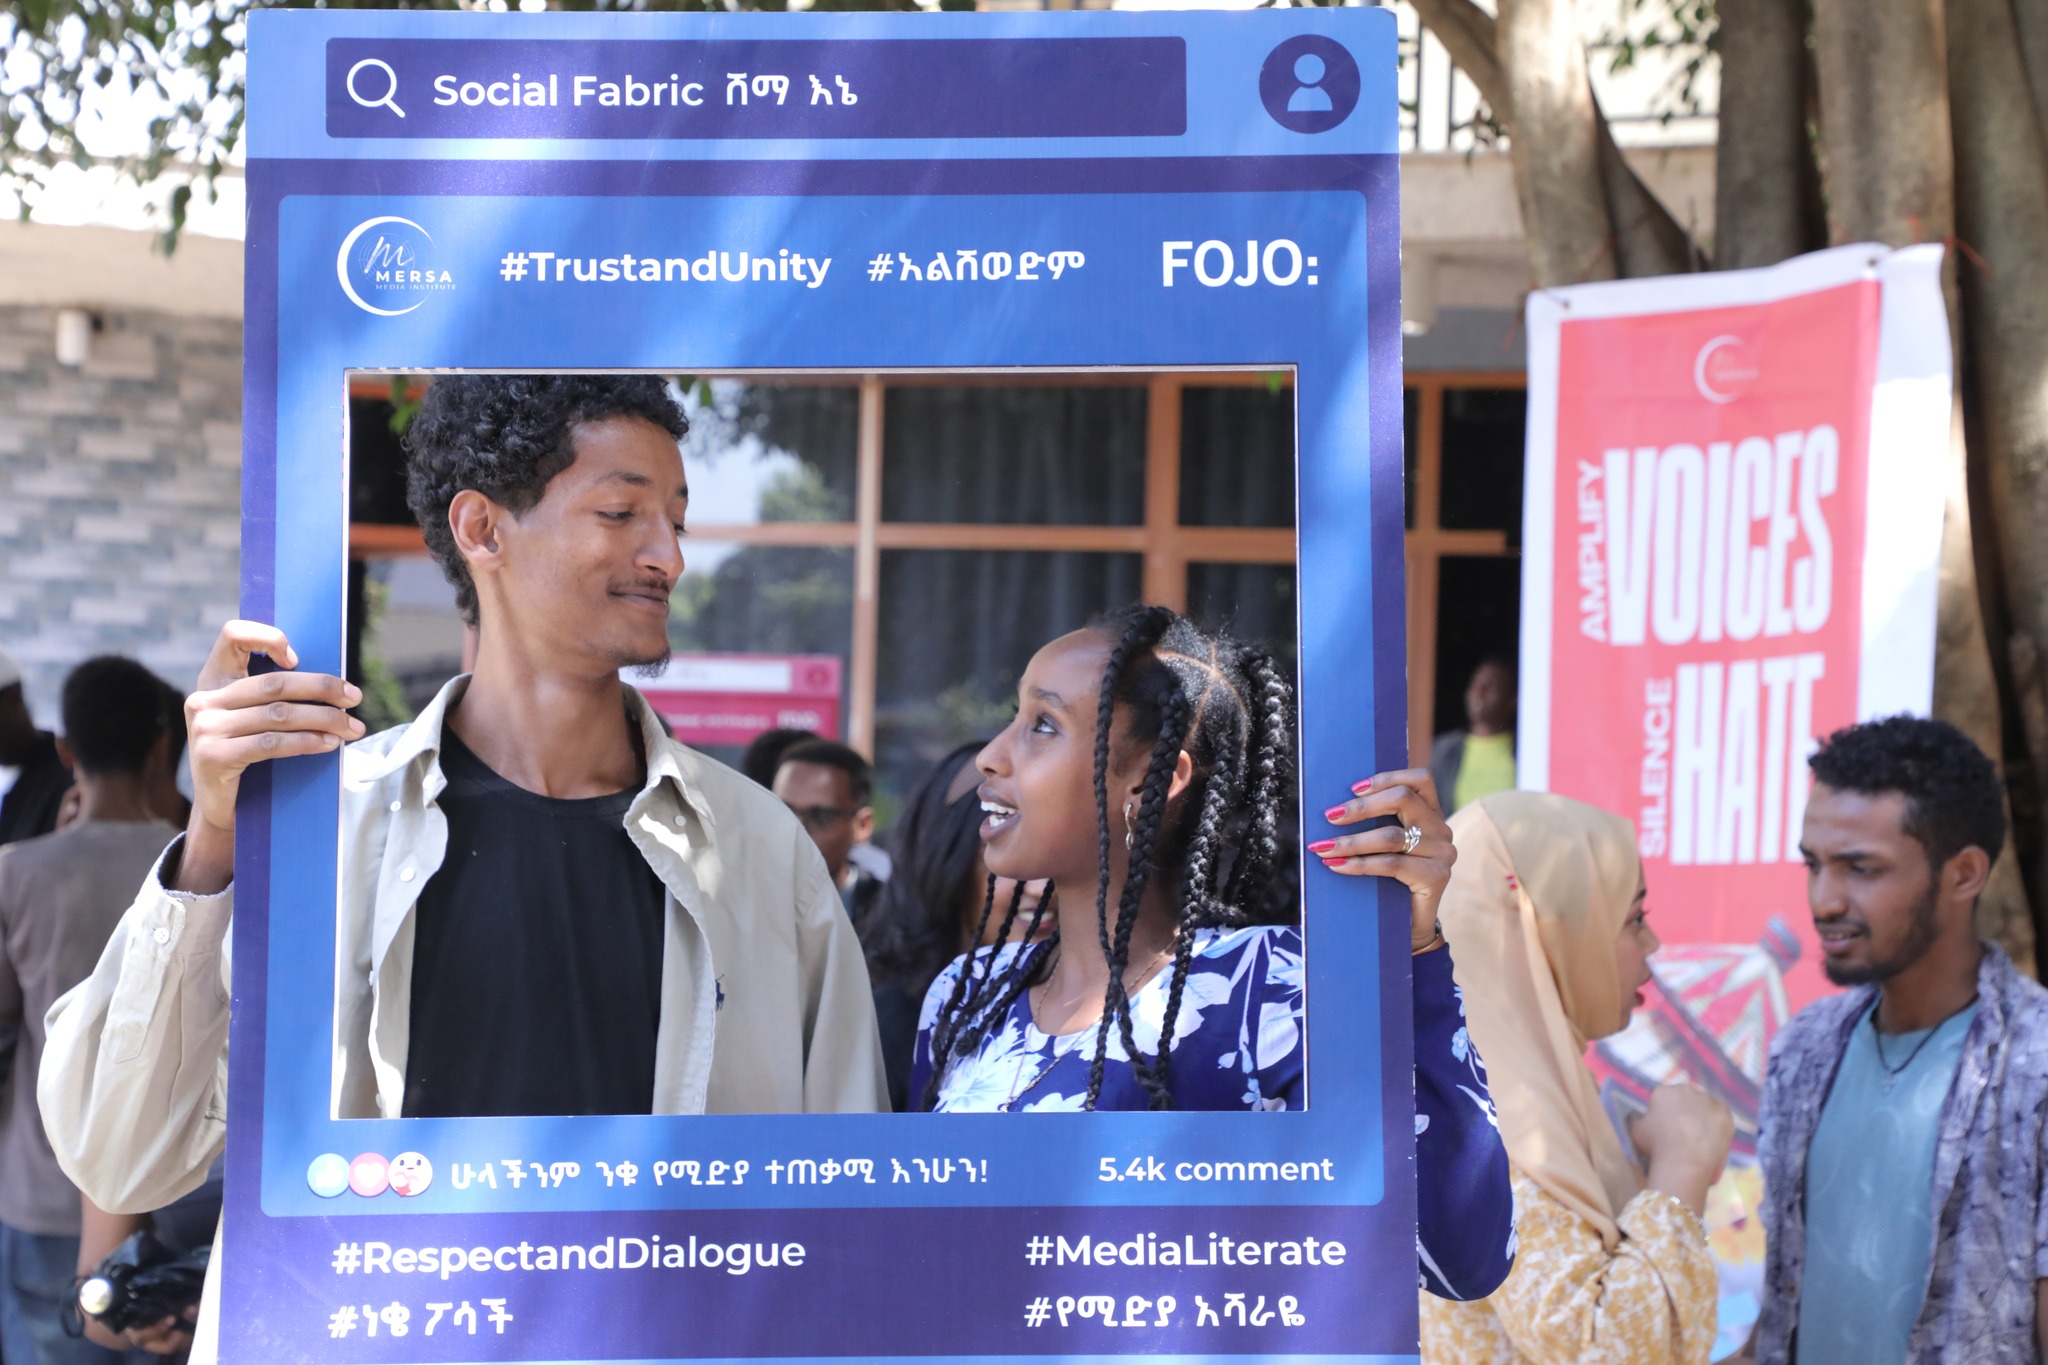 Social Fabric ሸማ እኔ
MERSA
MEDIA INSTITUTE
#TrustandUnity #አልሸወድም FOJO:
ሁላችንም ንቁ የሚድያ ተጠቃሚ እንሁን! 5.4k comment
#RespectandDialogue #MediaLiterate
#ነቄ ፖሳች #የሚድያ አሻራዬ
AMPLIFY
VOICES
SILENCE
HATE